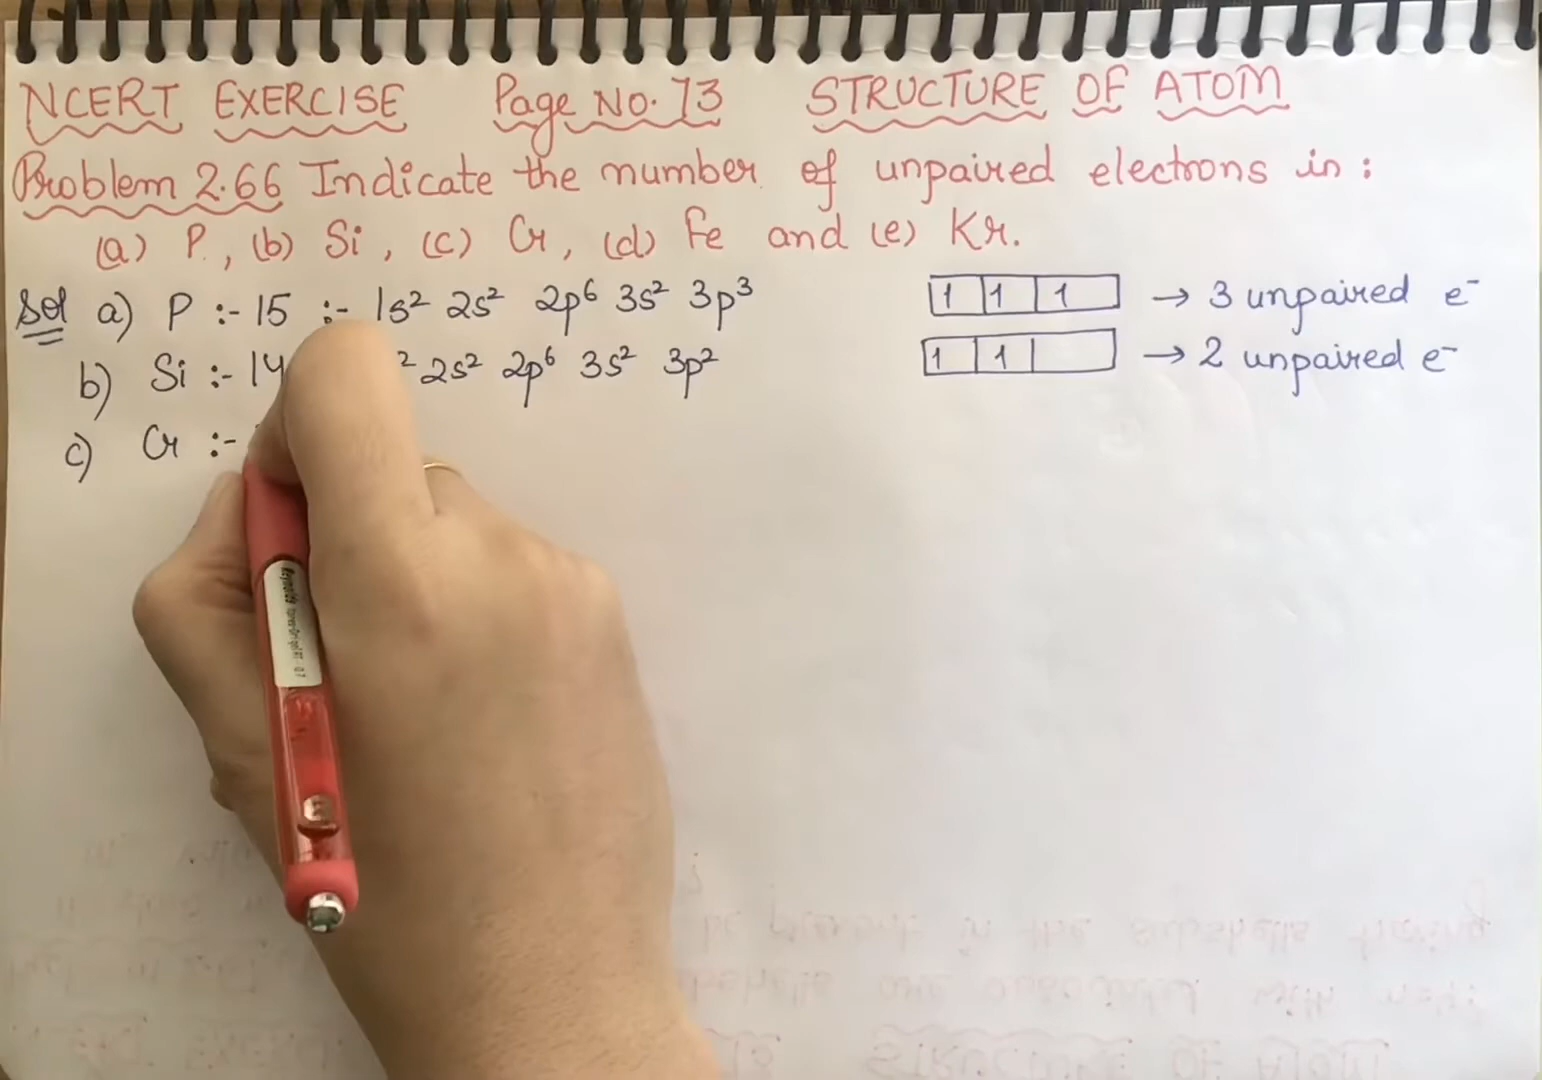 NCERT EXERCISE Page No. 73 STRUCTURE OF ATOM
Problem 2.66 Indicate the number of unpaired electrons in :
(a) P , (b) Si , (c) Cr , (d) Fe and (e) Kr.
Sol a) P :- 15 :- 1s² 2s² 2p⁶ 3s² 3p³ 1 1 1 → 3 unpaired e⁻
b) Si :- 14 ² 2s² 2p⁶ 3s² 3p² 1 1 → 2 unpaired e⁻
c) Cr :-
Reynolds